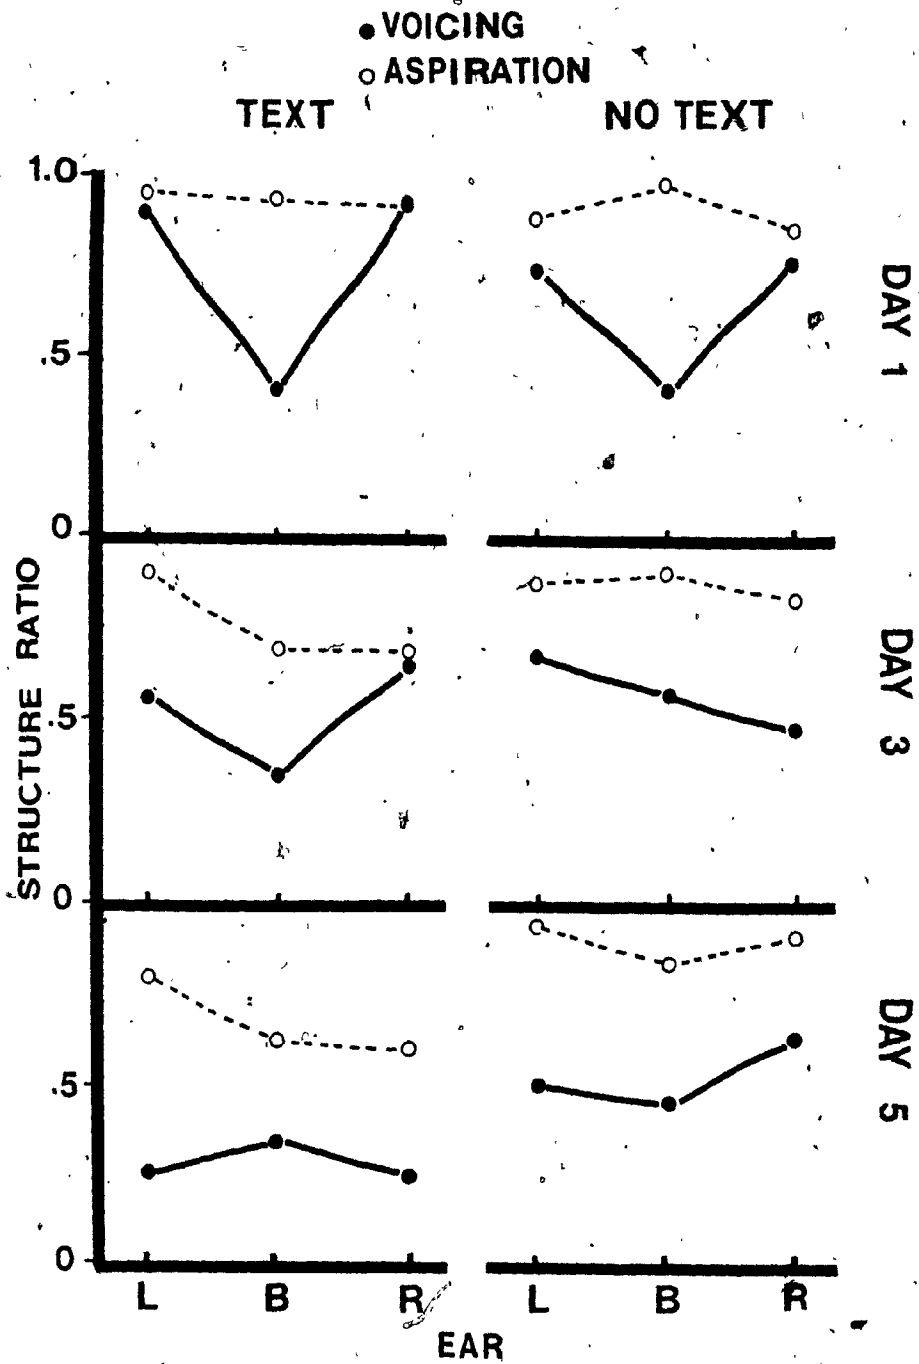 ● VOICING
○ ASPIRATION
TEXT
NO TEXT
1.0
.5
0
DAY 1
.5
0
DAY 3
.5
0
DAY 5
STRUCTURE RATIO
L B R
L B R
EAR